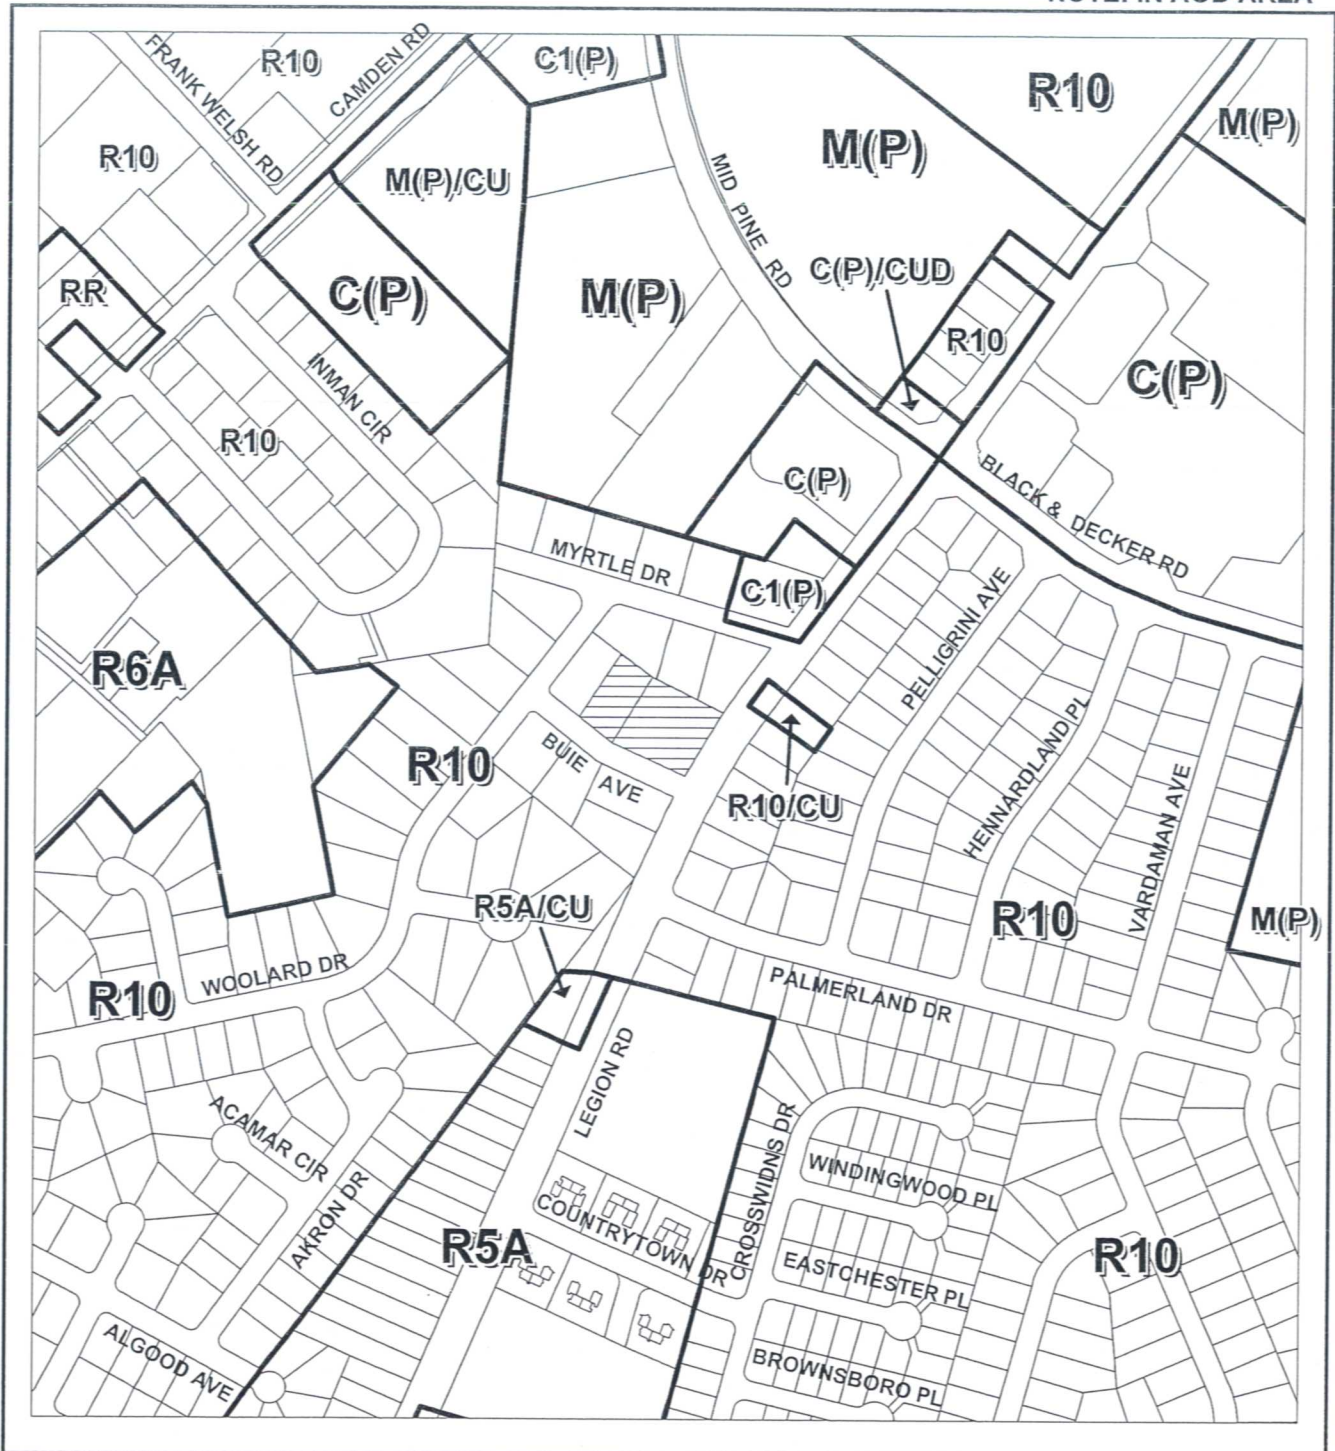 R10
C1(P)
R10
M(P)
FRANK WELSH RD
CAMDEN RD
R10
M(P)/CU
M(P)
MID PINE RD
C(P)/CUD
RR
C(P)
M(P)
R10
C(P)
INMAN CIR
R10
C(P)
BLACK & DECKER RD
MYRTLE DR
C1(P)
PELLIGRINI AVE
R6A
R10
BUIE AVE
R10/CU
HENNARDLAND PL
VARDAMAN AVE
R5A/CU
R10
M(P)
WOOLARD DR
R10
PALMERLAND DR
LEGION RD
ACAMAR CIR
AKRON DR
CROSSWIDNS DR
WINDINGWOOD PL
COUNTRYTOWN DR
R5A
R10
EASTCHESTER PL
ALGOOD AVE
BROWNSBORO PL